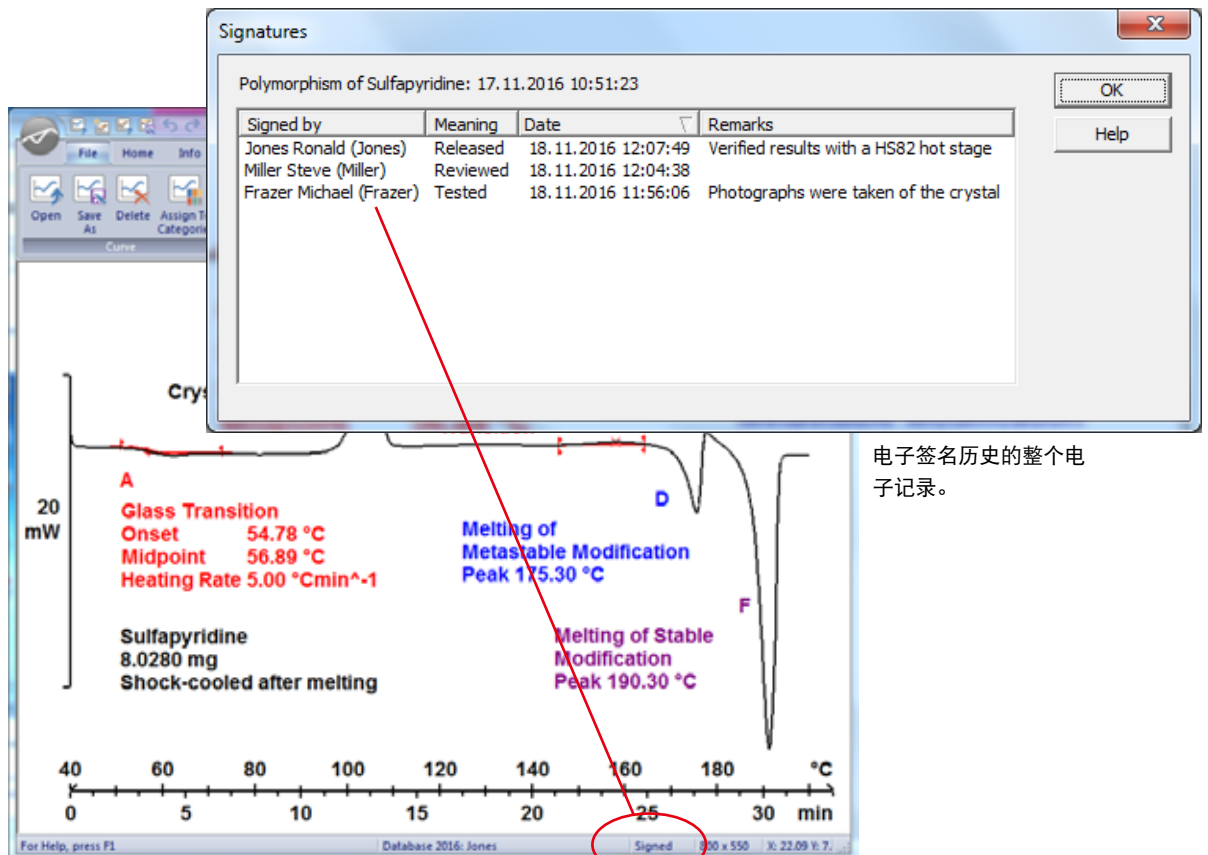 Signatures
Polymorphism of Sulfapyridine: 17.11.2016 10:51:23
OK
Help
Signed by Meaning Date Remarks
Jones Ronald (Jones) Released 18.11.2016 12:07:49 Verified results with a HS82 hot stage
Miller Steve (Miller) Reviewed 18.11.2016 12:04:38
Frazer Michael (Frazer) Tested 18.11.2016 11:56:06 Photographs were taken of the crystal
File Home Info
Open Save As Delete Assign
Curve
电子签名历史的整个电
子记录。
20
mW
A
Glass Transition
Onset 54.78 °C
Midpoint 56.89 °C
Heating Rate 5.00 °Cmin^-1
D
Melting of
Metastable Modification
Peak 175.30 °C
F
Sulfapyridine
8.0280 mg
Shock-cooled after melting
Melting of Stable
Modification
Peak 190.30 °C
40 60 80 100 120 140 160 180 °C
0 5 10 15 20 25 30 min
For Help, press F1 Database 2016: Jones Signed 800 x 550 X: 22.09 Y: 7.